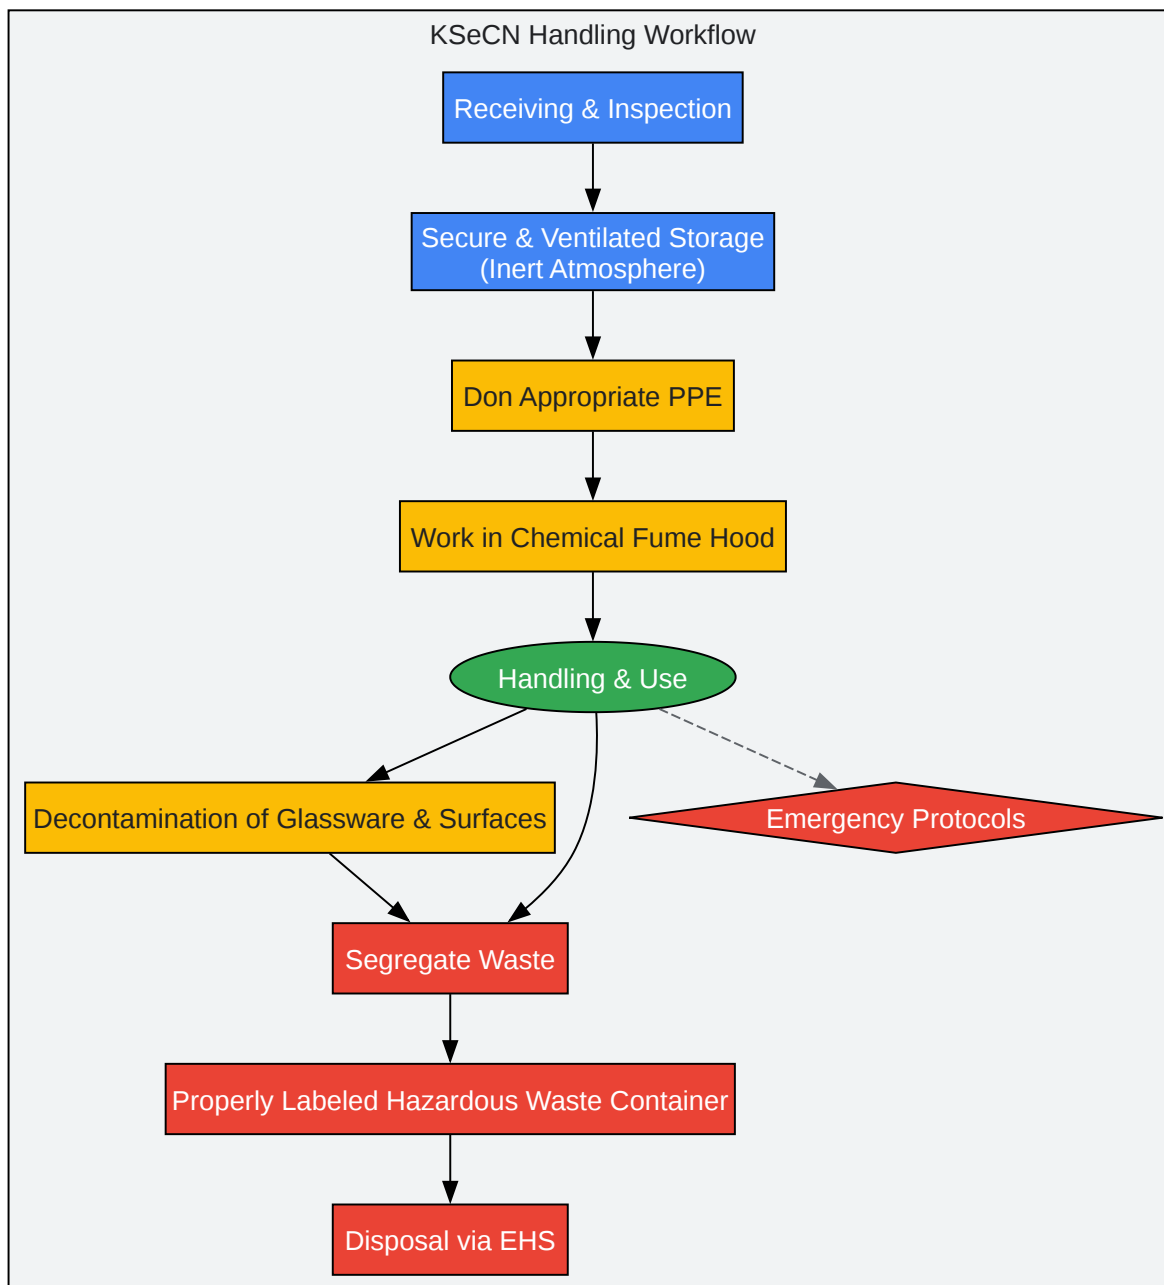 KSeCN Handling Workflow
Receiving & Inspection
Secure & Ventilated Storage
(Inert Atmosphere)
Don Appropriate PPE
Work in Chemical Fume Hood
Handling & Use
Decontamination of Glassware & Surfaces
Emergency Protocols
Segregate Waste
Properly Labeled Hazardous Waste Container
Disposal via EHS